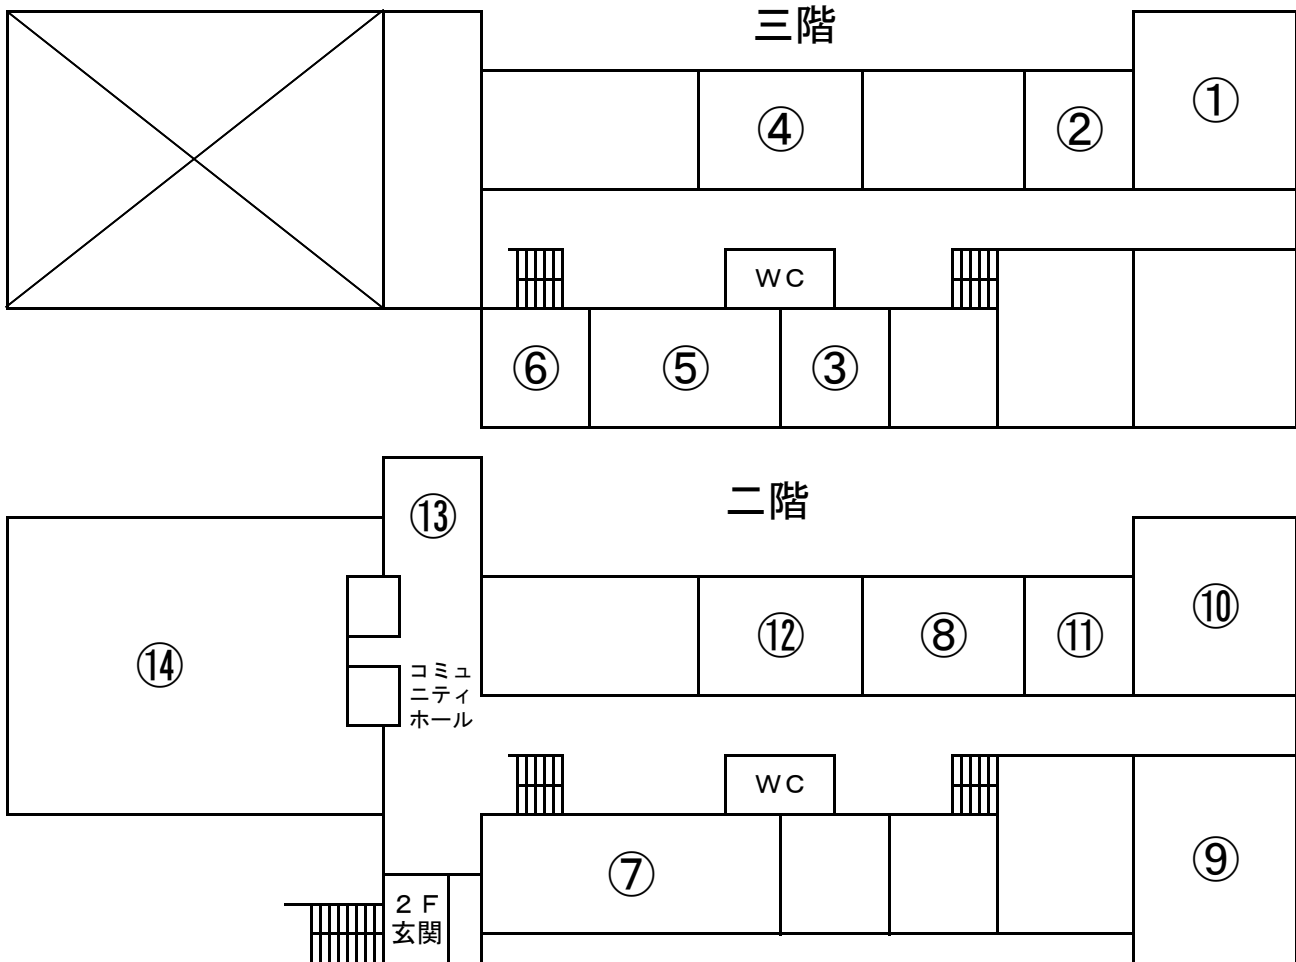 三階
①
④
②
ＷＣ
⑥
⑤
③
二階
⑬
⑭
⑫
⑧
⑪
⑩
コミュ
ニティ
ホール
ＷＣ
⑦
⑨
２Ｆ
玄関